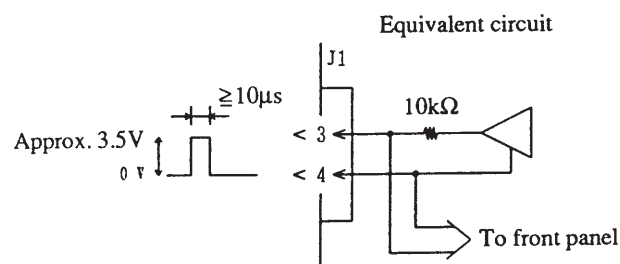 Equivalent circuit
J1
≧10μs
10kΩ
Approx. 3.5V
0 V
< 3
< 4
To front panel